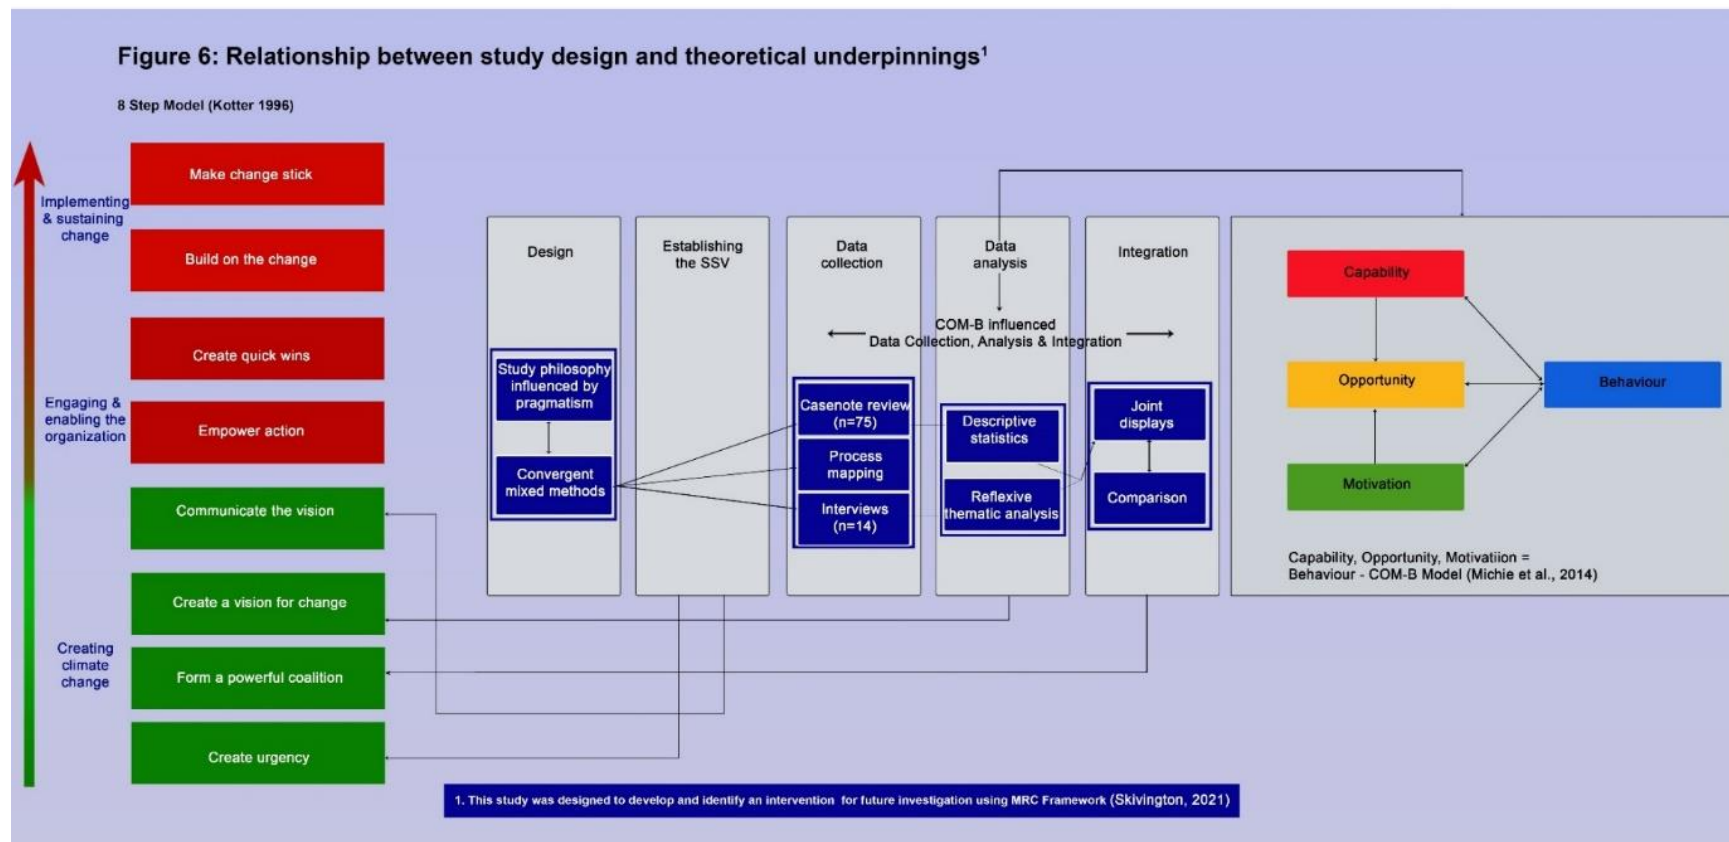 Figure 6: Relationship between study design and theoretical underpinnings¹
8 Step Model (Kotter 1996)
Make change stick
Implementing
& sustaining
change
Build on the change
Create quick wins
Engaging &
enabling the
organization
Empower action
Communicate the vision
Create a vision for change
Creating
climate
change
Form a powerful coalition
Create urgency
Design
Study philosophy
influenced by
pragmatism
Convergent
mixed methods
Establishing
the SSV
Data
collection
Casenote review
(n=75)
Process
mapping
Interviews
(n=14)
Data
analysis
COM-B influenced
Data Collection, Analysis & Integration
Descriptive
statistics
Reflexive
thematic analysis
Integration
Joint
displays
Comparison
Capability
Opportunity
Motivation
Behaviour
Capability, Opportunity, Motivatiion =
Behaviour - COM-B Model (Michie et al., 2014)
1. This study was designed to develop and identify an intervention for future investigation using MRC Framework (Skivington, 2021)